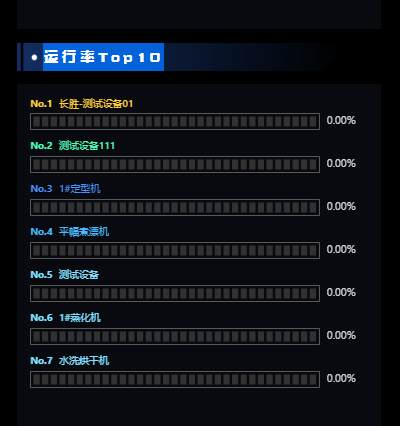 运行率Top10
No.1 长胜-测试设备01
0.00%
No.2 测试设备111
0.00%
No.3 1#定型机
0.00%
No.4 平幅煮漂机
0.00%
No.5 测试设备
0.00%
No.6 1#蒸化机
0.00%
No.7 水洗烘干机
0.00%